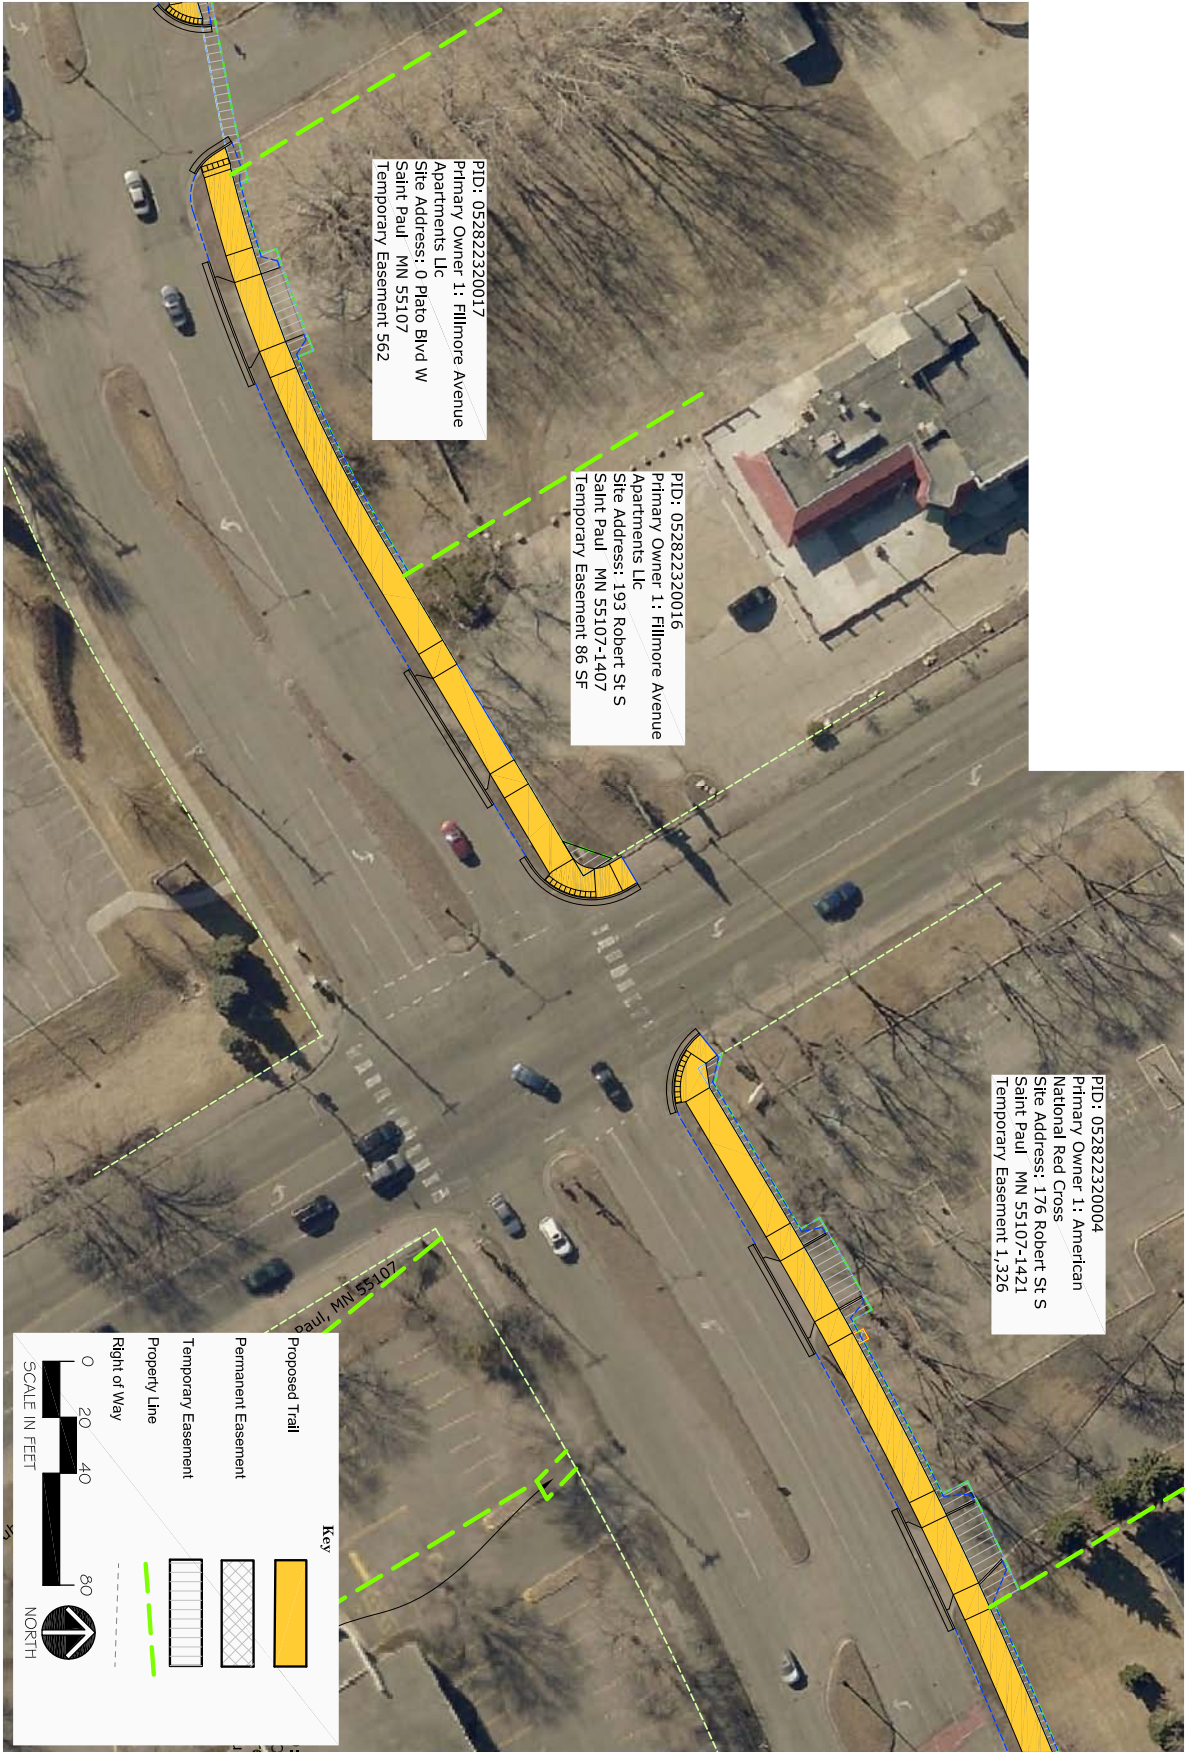 PID: 052822320017
Primary Owner 1: Fillmore Avenue
Apartments Llc
Site Address: 0 Plato Blvd W
Saint Paul MN 55107
Temporary Easement 562
PID: 052822320016
Primary Owner 1: Fillmore Avenue
Apartments Llc
Site Address: 193 Robert St S
Saint Paul MN 55107-1407
Temporary Easement 86 SF
PID: 052822320004
Primary Owner 1: American
National Red Cross
Site Address: 176 Robert St S
Saint Paul MN 55107-1421
Temporary Easement 1,326
Paul, MN 55107
Key
Proposed Trail
Permanent Easement
Temporary Easement
Property Line
Right of Way
0 20 40 80
SCALE IN FEET
NORTH